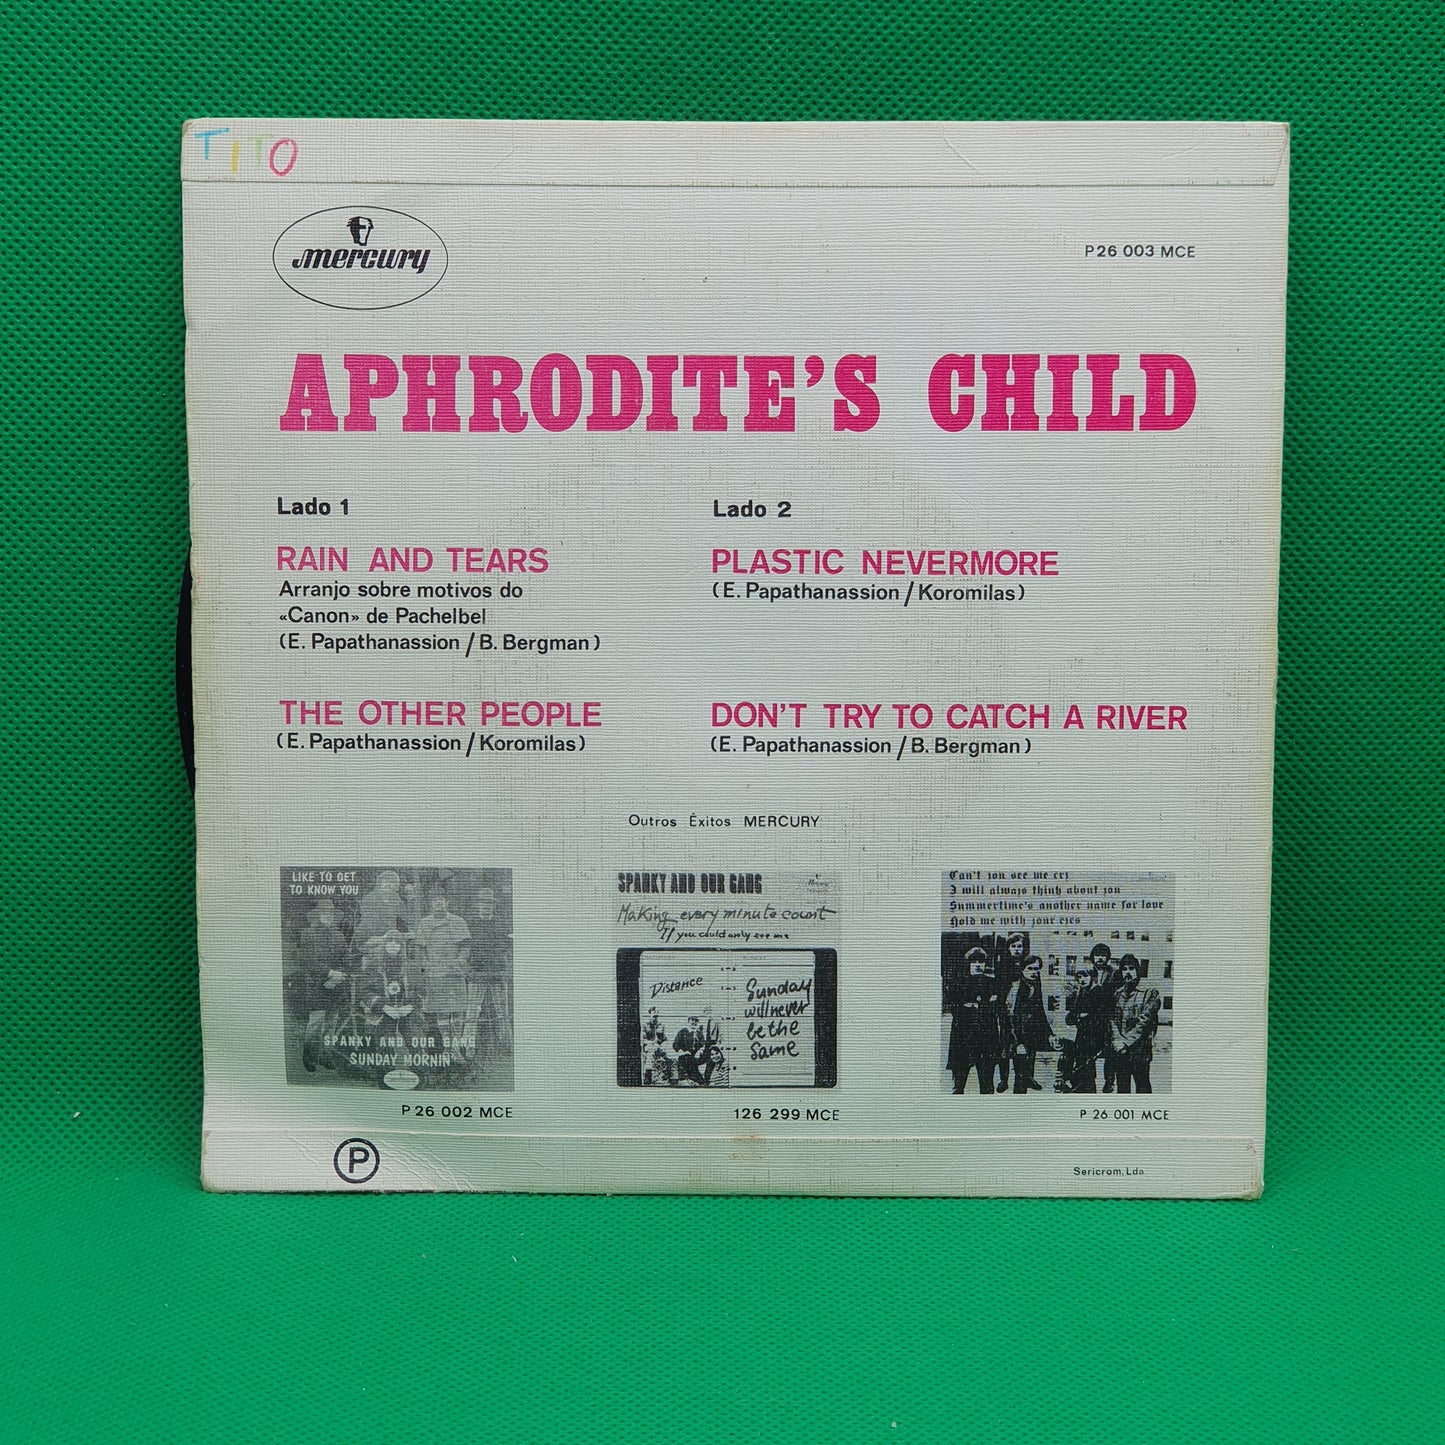 TITO
mercury
P 26 003 MCE
APHRODITE'S CHILD
Lado 1
RAIN AND TEARS
Arranjo sobre motivos do
«Canon» de Pachelbel
(E. Papathanassion / B. Bergman)
THE OTHER PEOPLE
(E. Papathanassion / Koromilas)
Lado 2
PLASTIC NEVERMORE
(E. Papathanassion / Koromilas)
DON'T TRY TO CATCH A RIVER
(E. Papathanassion / B. Bergman)
Outros Êxitos MERCURY
LIKE TO GET
TO KNOW YOU
SPANKY AND OUR GANG
SUNDAY MORNIN'
P 26 002 MCE
SPANKY AND OUR GANG
Making every minute count
If you could only see me
Distance
Sunday
will never
be the
same
126 299 MCE
Can't you see me cry
I will always think about you
Summertime's another name for love
Hold me with your eyes
P 26 001 MCE
P
Sericrom, Lda